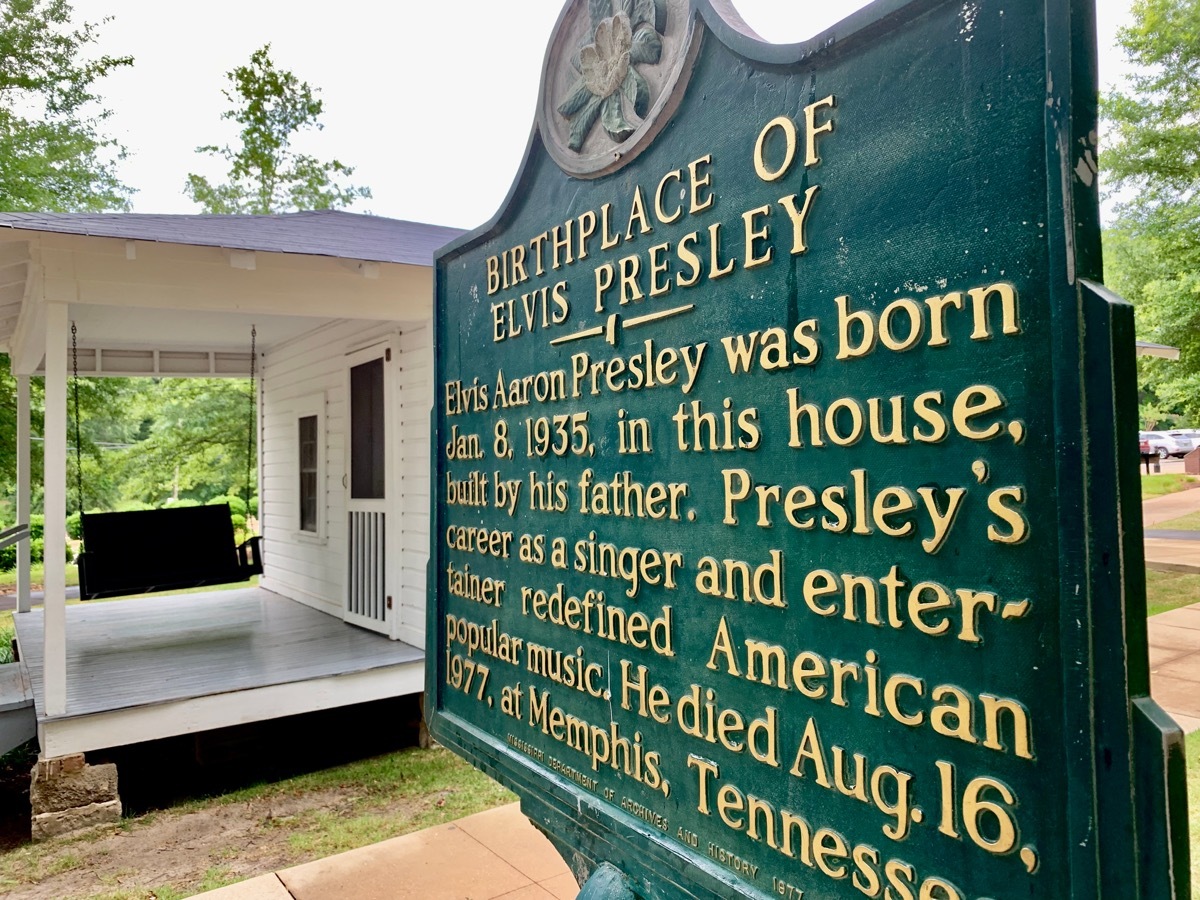 BIRTHPLACE OF
ELVIS PRESLEY
Elvis Aaron Presley was born
Jan. 8, 1935, in this house,
built by his father. Presley's
career as a singer and enter-
tainer redefined American
popular music. He died Aug. 16,
1977, at Memphis, Tennesse
MISSISSIPPI DEPARTMENT OF ARCHIVES AND HISTORY 1977